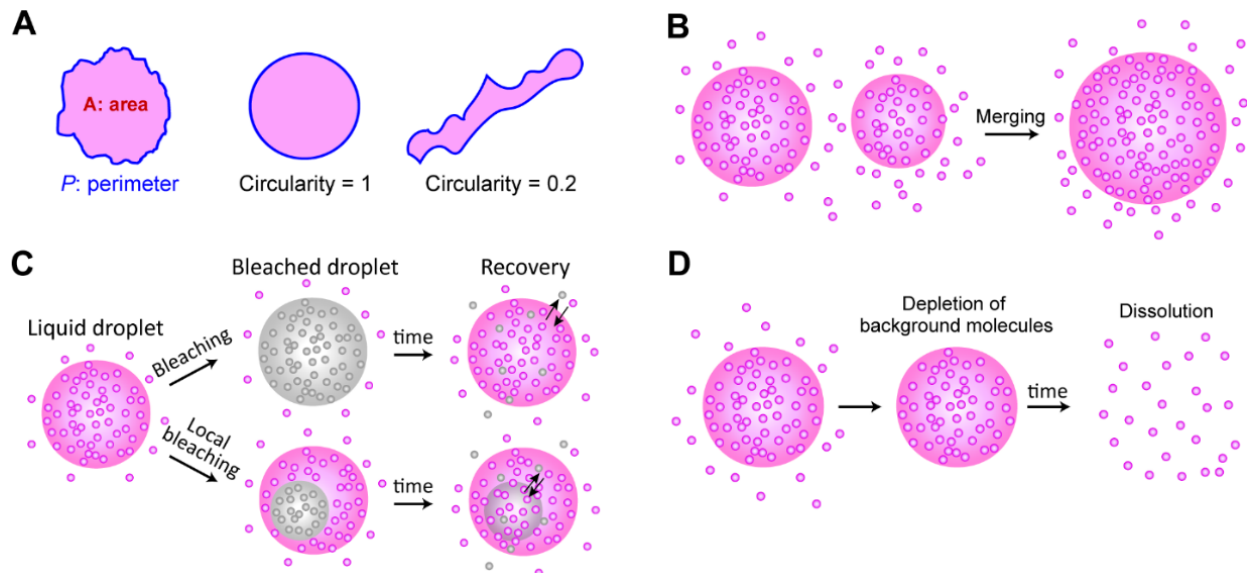 A
A: area
P: perimeter
Circularity = 1
Circularity = 0.2
B
Merging
C
Liquid droplet
Bleaching
Local
bleaching
Bleached droplet
Recovery
time
time
D
Depletion of
background molecules
Dissolution
time